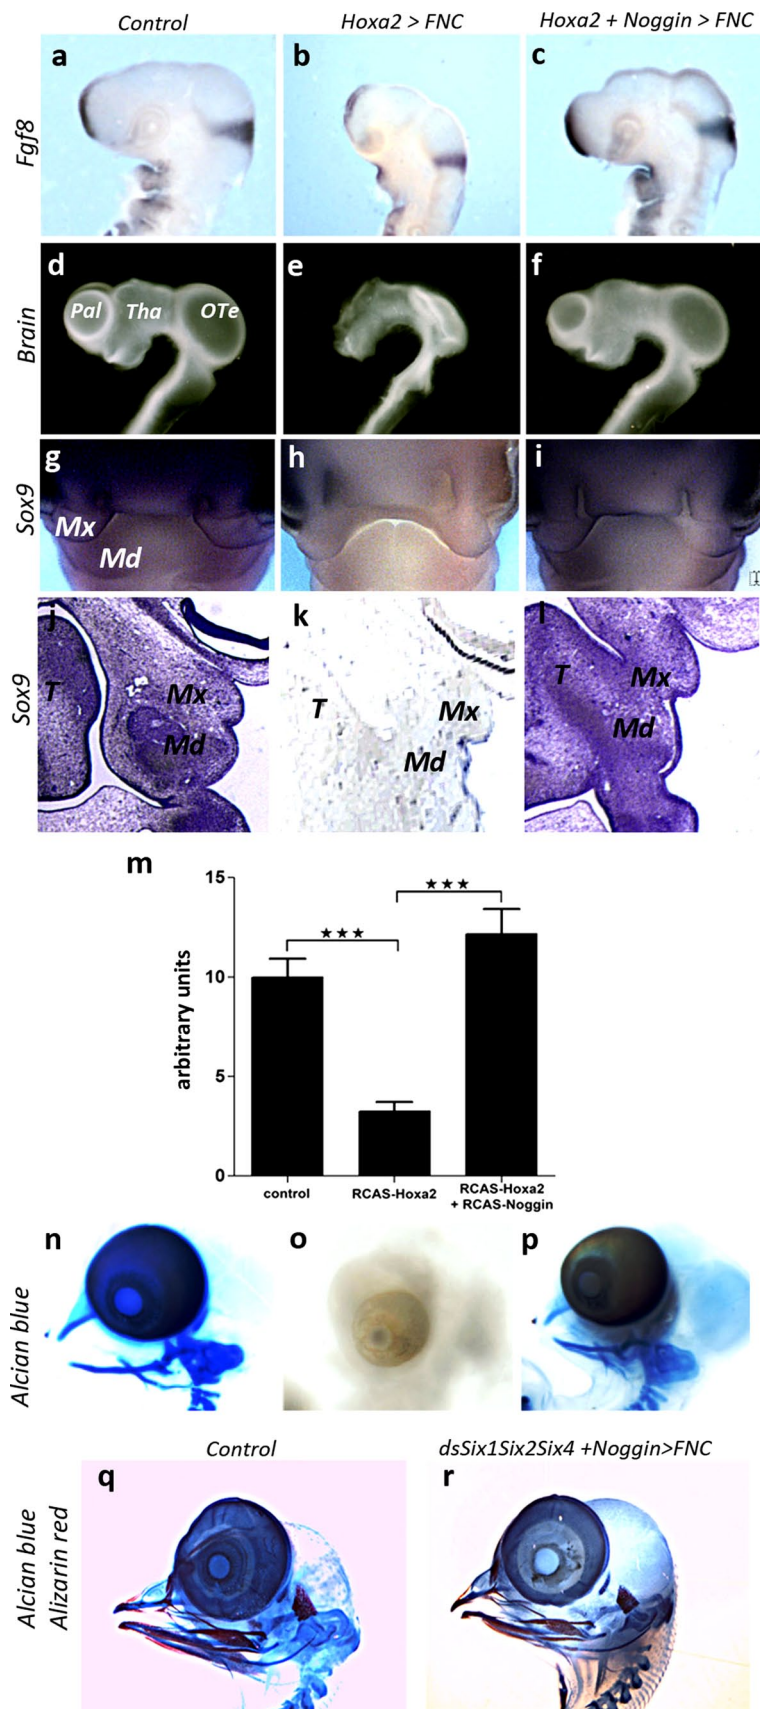 Control
Hoxa2 > FNC
Hoxa2 + Noggin > FNC
a
b
c
Fgf8
d
e
f
Pal
Tha
OTe
Brain
g
h
i
Mx
Md
Sox9
j
k
l
T
Mx
Md
T
Mx
Md
T
Mx
Md
Sox9
m
15
10
5
0
arbitrary units
★★★
★★★
control
RCAS-Hoxa2
RCAS-Hoxa2
+ RCAS-Noggin
n
o
p
Alcian blue
Control
dsSix1Six2Six4 +Noggin>FNC
q
r
Alcian blue
Alizarin red